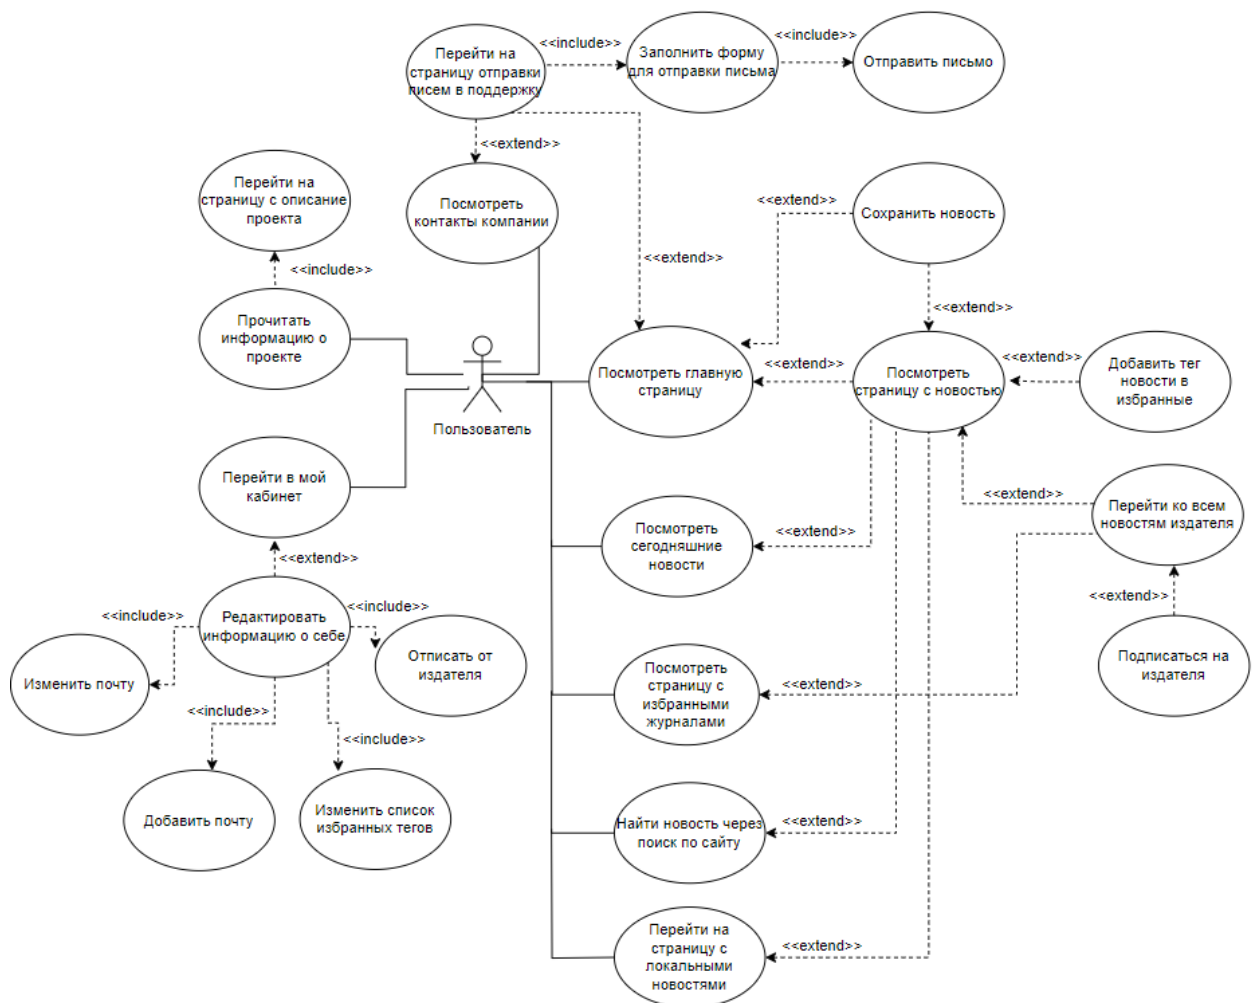 Перейти на
страницу отправки
писем в поддержку
<<include>>
Заполнить форму
для отправки письма
<<include>>
Отправить письмо
<<extend>>
Перейти на
страницу с описание
проекта
Посмотреть
контакты компании
<<extend>>
Сохранить новость
<<include>>
<<extend>>
<<extend>>
Прочитать
информацию о
проекте
Пользователь
Посмотреть главную
страницу
<<extend>>
Посмотреть
страницу с новостью
<<extend>>
Добавить тег
новости в
избранные
Перейти в мой
кабинет
<<extend>>
Перейти ко всем
новостям издателя
Посмотреть
сегодняшние
новости
<<extend>>
<<extend>>
<<extend>>
<<include>>
Редактировать
информацию о себе
<<include>>
Изменить почту
Отписать от
издателя
Подписаться на
издателя
Посмотреть
страницу с
избранными
журналами
<<extend>>
<<include>>
<<include>>
Добавить почту
Изменить список
избранных тегов
Найти новость через
поиск по сайту
<<extend>>
Перейти на
страницу с
локальными
новостями
<<extend>>